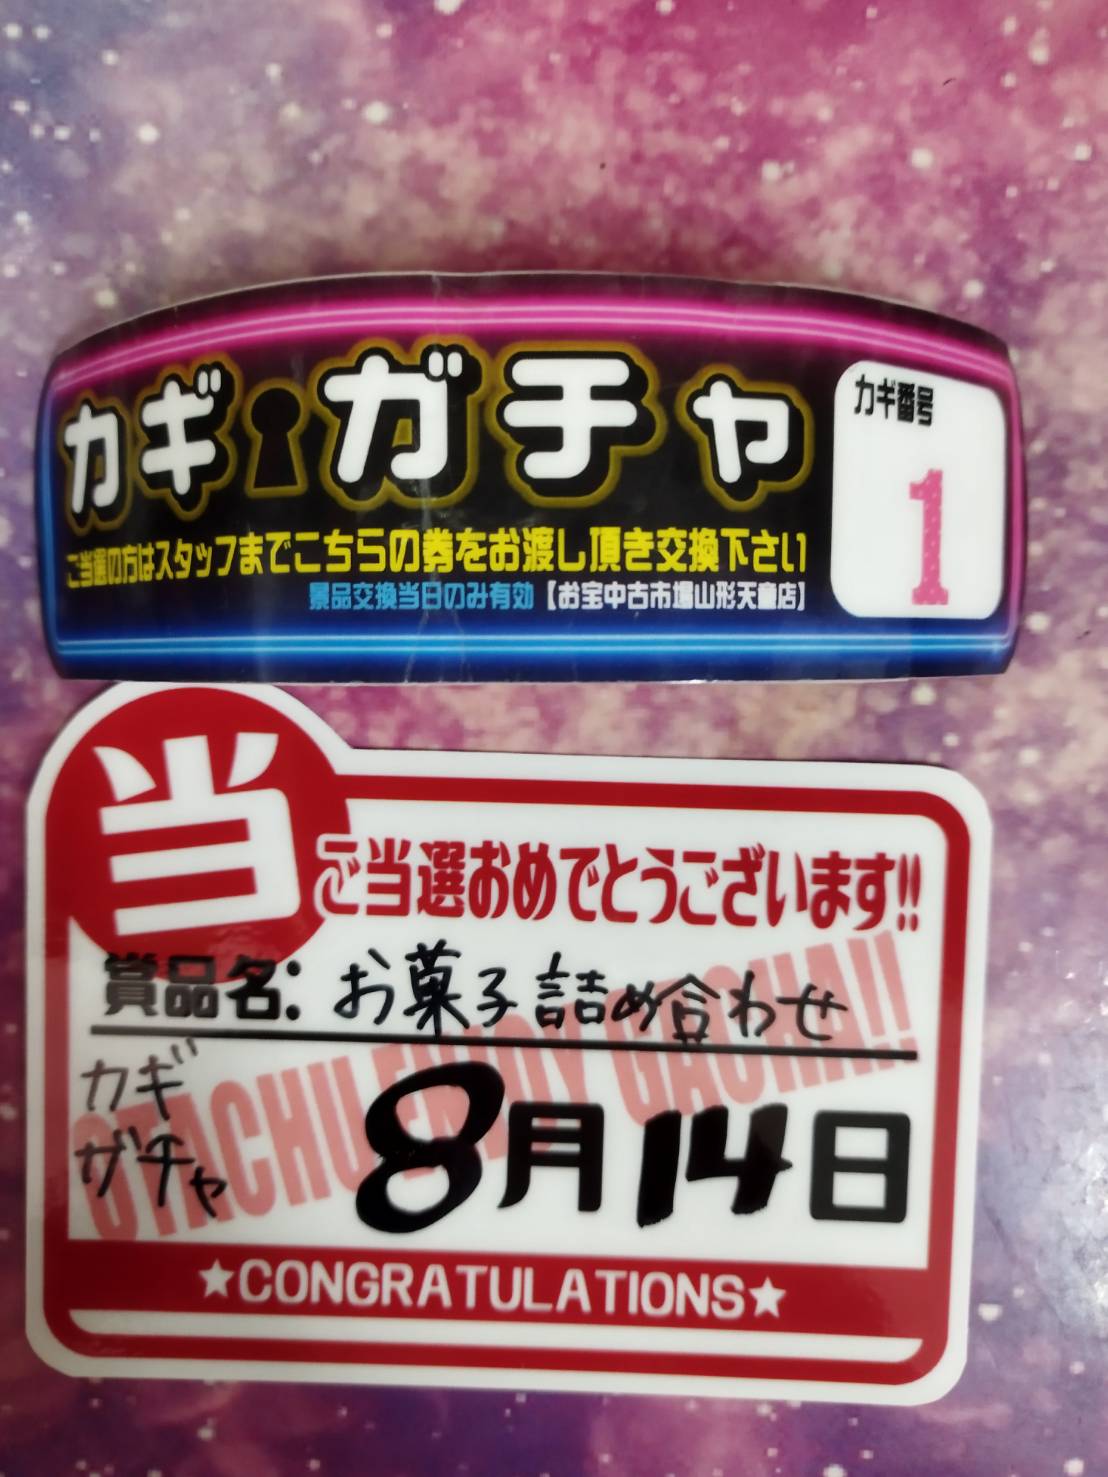 カギ ガチャ
カギ番号
1
ご当選の方はスタッフまでこちらの券をお渡し頂き交換下さい
景品交換当日のみ有効【お宝中古市場山形天童店】
当
ご当選おめでとうございます!!
賞品名: お菓子詰め合わせ
OTACHU ENJOY GACHA!!
カギ
ガチャ
8月14日
★CONGRATULATIONS★